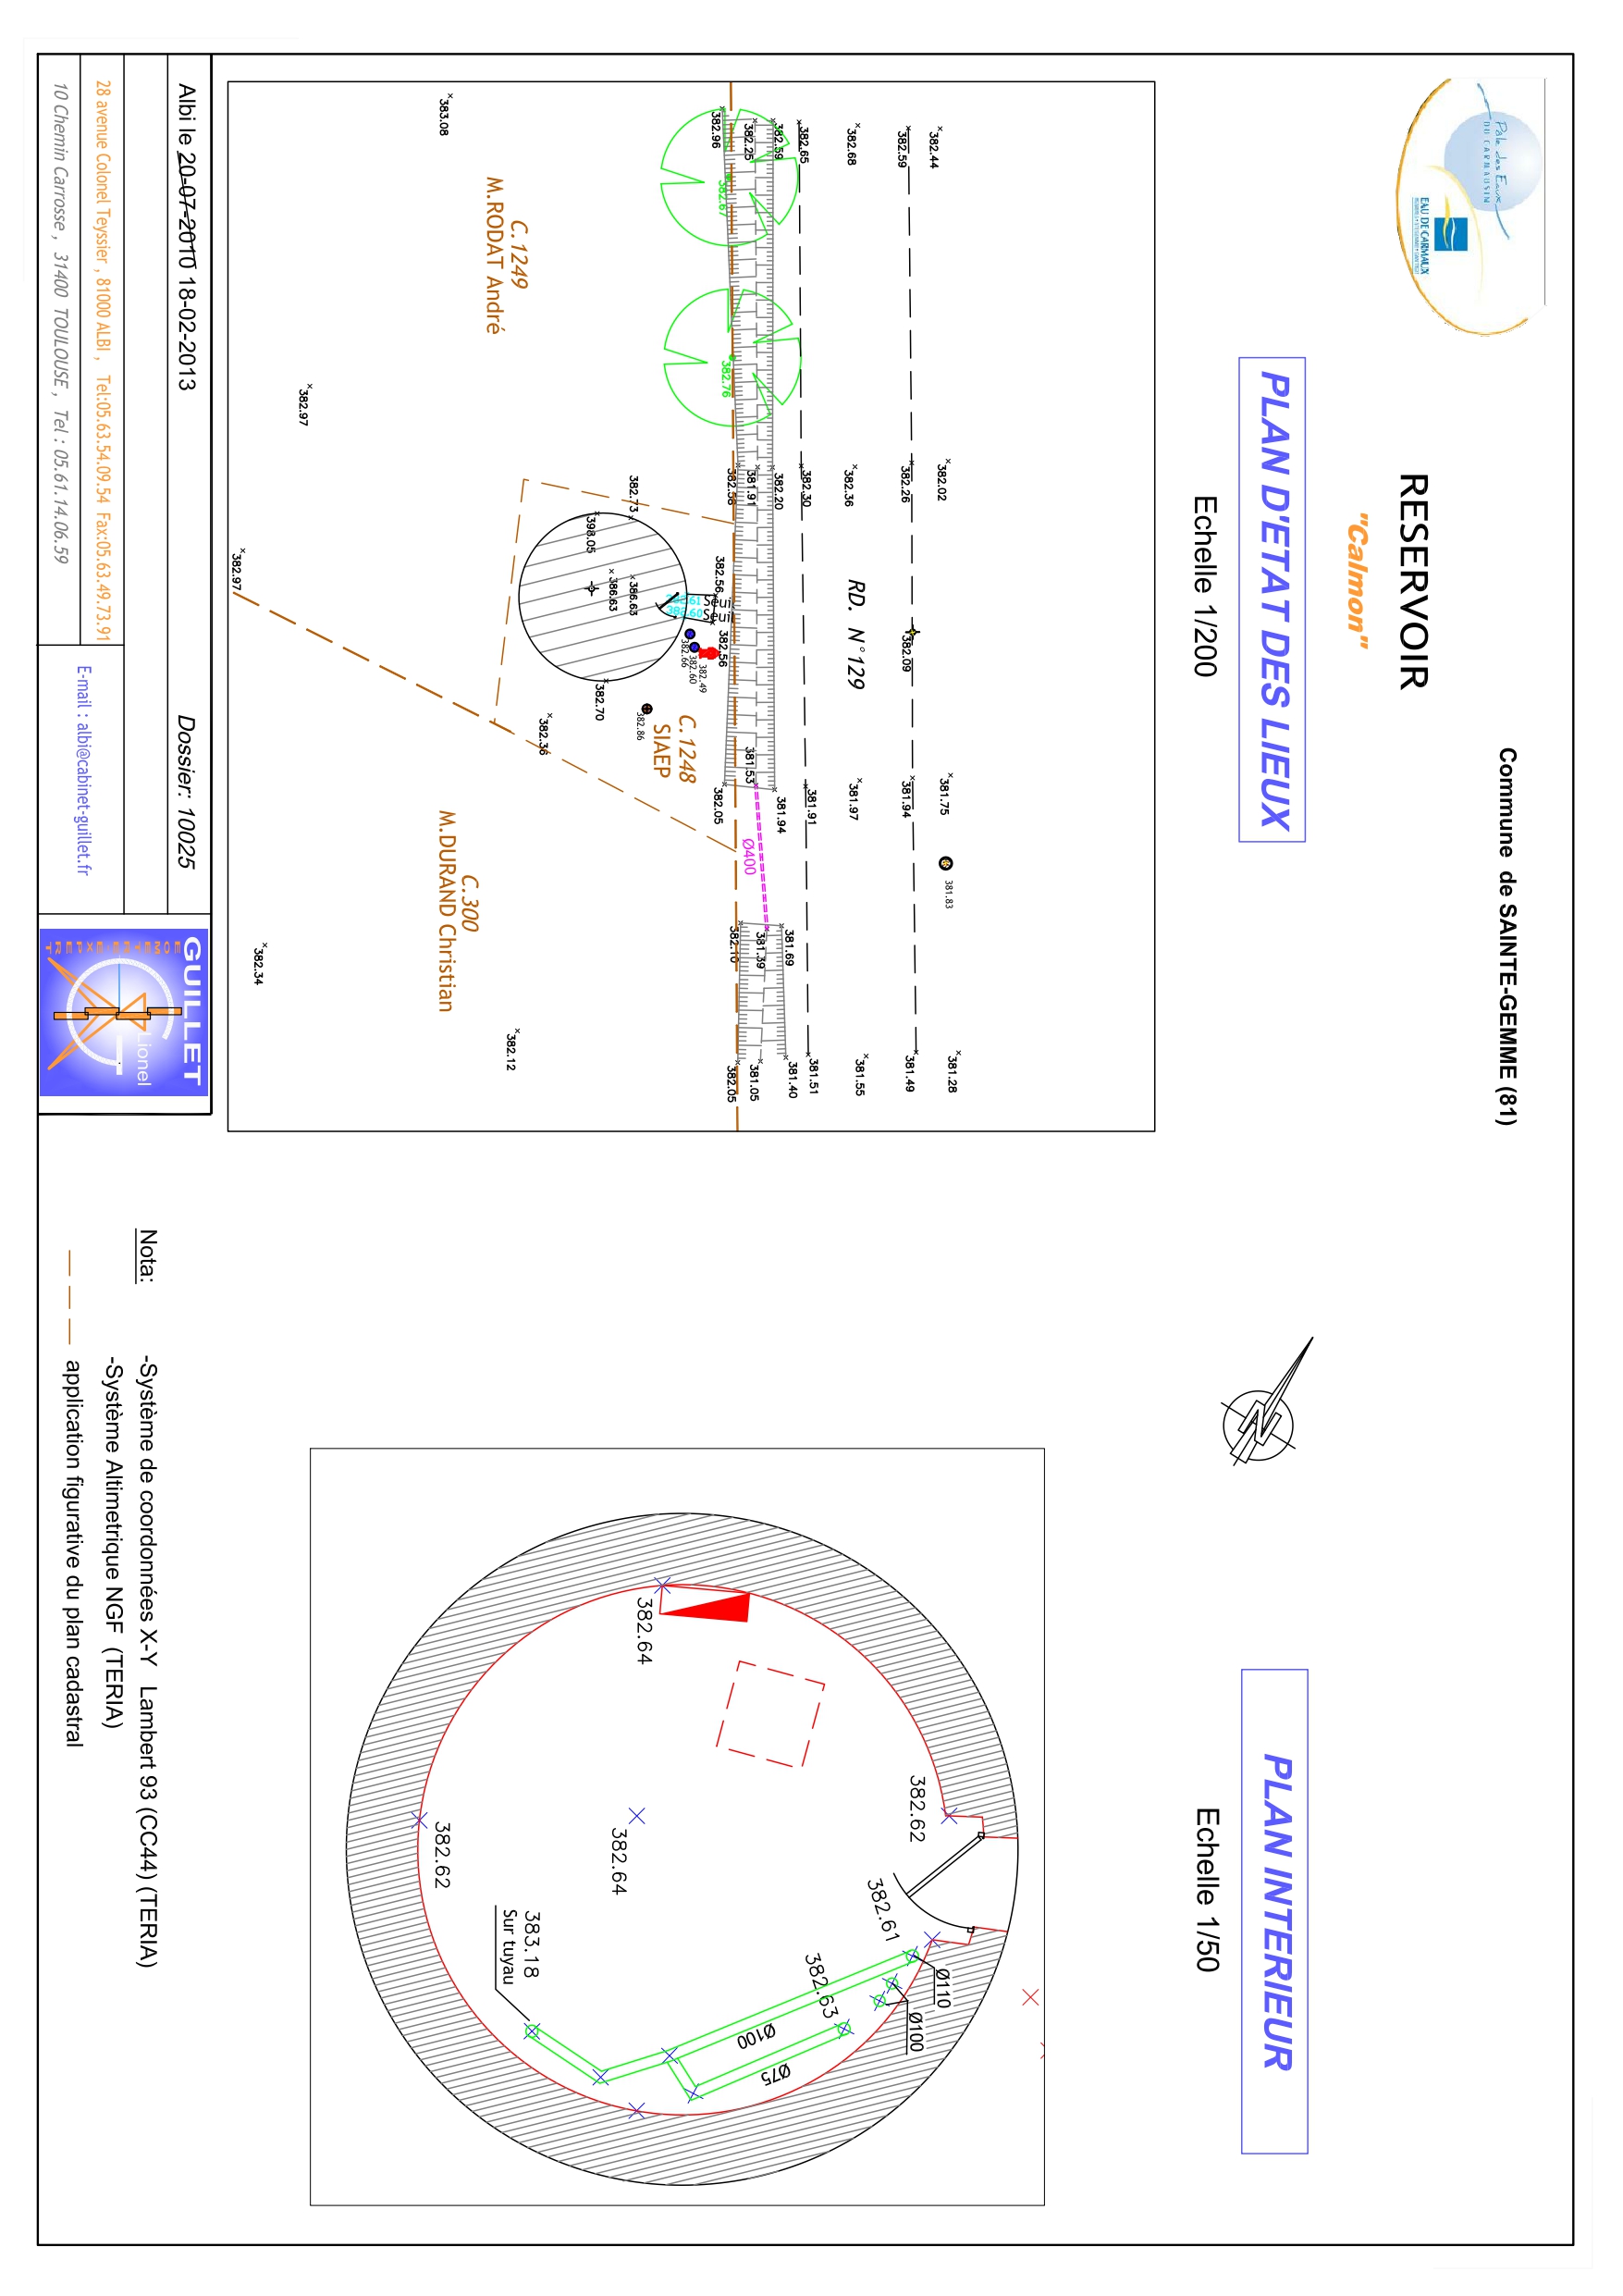 Commune de SAINTE-GEMME (81)
Pôle des Eaux
DU CARMAUSIN
EAU DE CARMAUX
RESERVOIR
"Calmon"
PLAN D'ETAT DES LIEUX
Echelle 1/200
PLAN INTERIEUR
Echelle 1/50
382.44
382.59
382.68
382.65
382.59
382.25
382.96
382.67
382.76
383.08
C.1249
M.RODAT André
382.97
382.97
382.02
382.26
382.36
382.30
382.20
381.91
382.56
382.73
398.05
386.63
386.63
382.56
382.61
Seuil
382.60
Seuil
RD. N°129
382.09
382.56
382.49
382.60
382.66
382.70
382.86
382.36
C.1248
SIAEP
381.75
381.94
381.97
381.91
381.94
381.53
382.05
381.83
Ø400
C.300
M.DURAND Christian
381.69
381.39
382.10
382.34
382.12
381.28
381.49
381.55
381.51
381.40
381.05
382.05
N
382.64
382.62
382.64
382.62
382.61
382.63
383.18
Sur tuyau
Ø110
Ø100
Ø100
Ø75
Albi le 20-07-2010 18-02-2013
Dossier: 10025
28 avenue Colonel Teyssier , 81000 ALBI , Tel:05.63.54.09.54 Fax:05.63.49.73.91
10 Chemin Carrosse , 31400 TOULOUSE , Tel : 05.61.14.06.59
E-mail : albi@cabinet-guillet.fr
GUILLET
Lionel
Nota:
-Système de coordonnées X-Y Lambert 93 (CC44) (TERIA)
-Système Altimetrique NGF (TERIA)
application figurative du plan cadastral